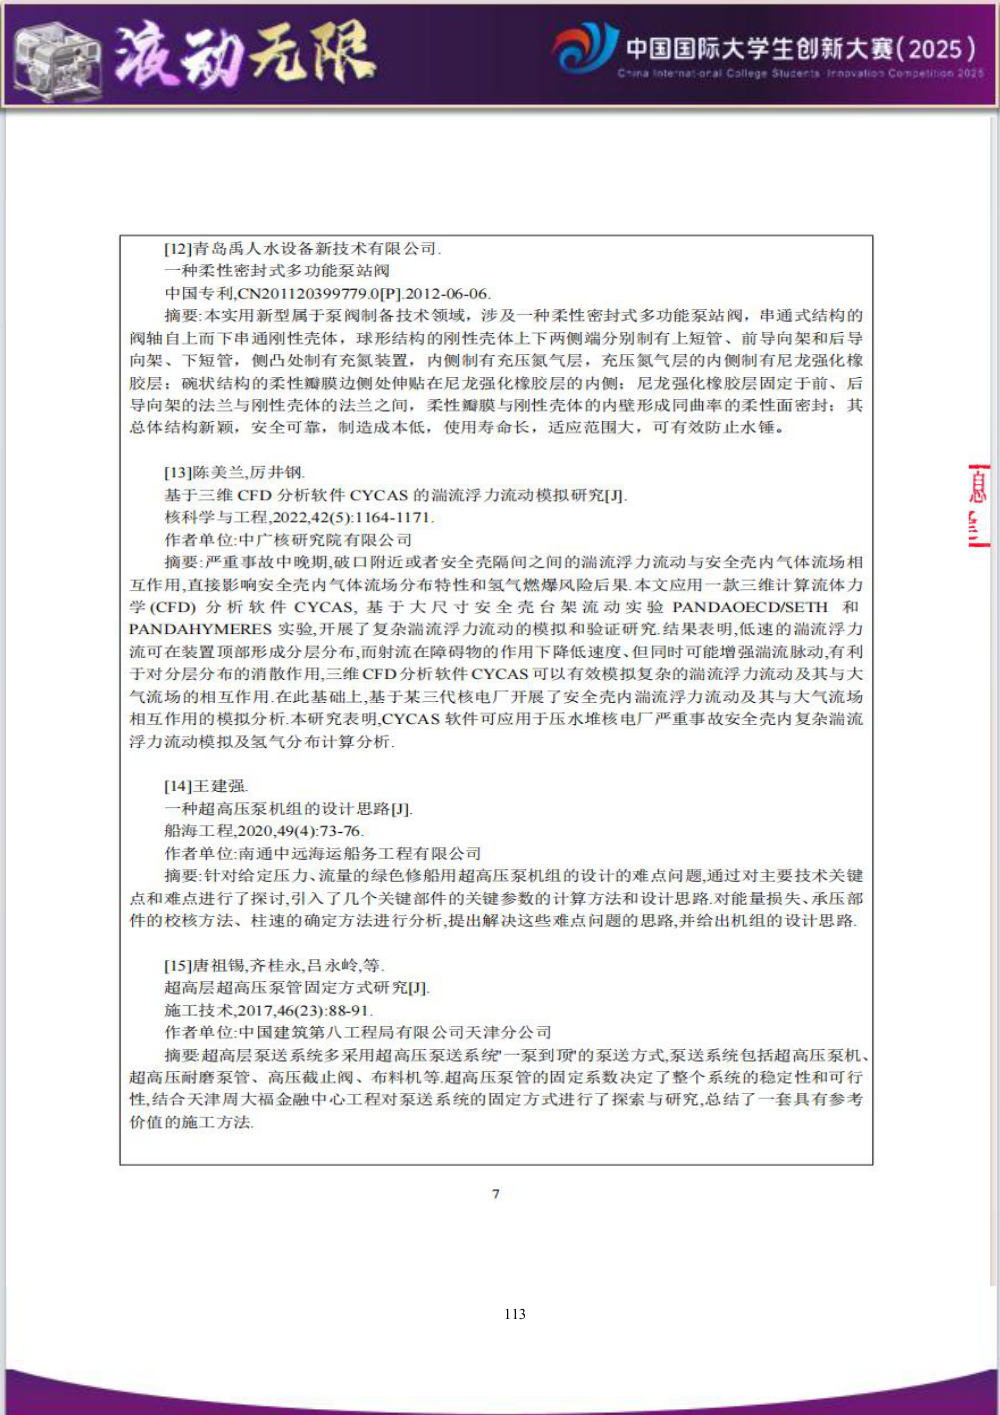 液动无限
中国国际大学生创新大赛(2025)
China International College Students Innovation Competition 2025
[12]青岛禹人水设备新技术有限公司.
一种柔性密封式多功能泵站阀
中国专利,CN201120399779.0[P].2012-06-06.
摘要:本实用新型属于泵阀制备技术领域，涉及一种柔性密封式多功能泵站阀，串通式结构的
阀轴自上而下串通刚性壳体，球形结构的刚性壳体上下两侧端分别制有上短管、前导向架和后导
向架、下短管，侧凸处制有充氮装置，内侧制有充压氮气层，充压氮气层的内侧制有尼龙强化橡
胶层；碗状结构的柔性瓣膜边侧处伸贴在尼龙强化橡胶层的内侧；尼龙强化橡胶层固定于前、后
导向架的法兰与刚性壳体的法兰之间，柔性瓣膜与刚性壳体的内壁形成同曲率的柔性面密封；其
总体结构新颖，安全可靠，制造成本低，使用寿命长，适应范围大，可有效防止水锤。
[13]陈美兰,厉井钢.
基于三维 CFD 分析软件 CYCAS 的湍流浮力流动模拟研究[J].
核科学与工程,2022,42(5):1164-1171.
作者单位:中广核研究院有限公司
摘要:严重事故中晚期,破口附近或者安全壳隔间之间的湍流浮力流动与安全壳内气体流场相
互作用,直接影响安全壳内气体流场分布特性和氢气燃爆风险后果.本文应用一款三维计算流体力
学(CFD) 分析软件 CYCAS, 基于大尺寸安全壳台架流动实验 PANDAOECD/SETH 和
PANDAHYMERES 实验,开展了复杂湍流浮力流动的模拟和验证研究.结果表明,低速的湍流浮力
流可在装置顶部形成分层分布,而射流在障碍物的作用下降低速度、但同时可能增强湍流脉动,有利
于对分层分布的消散作用,三维 CFD 分析软件 CYCAS 可以有效模拟复杂的湍流浮力流动及其与大
气流场的相互作用.在此基础上,基于某三代核电厂开展了安全壳内湍流浮力流动及其与大气流场
相互作用的模拟分析.本研究表明,CYCAS 软件可应用于压水堆核电厂严重事故安全壳内复杂湍流
浮力流动模拟及氢气分布计算分析.
[14]王建强.
一种超高压泵机组的设计思路[J].
船海工程,2020,49(4):73-76.
作者单位:南通中远海运船务工程有限公司
摘要:针对给定压力、流量的绿色修船用超高压泵机组的设计的难点问题,通过对主要技术关键
点和难点进行了探讨,引入了几个关键部件的关键参数的计算方法和设计思路.对能量损失、承压部
件的校核方法、柱速的确定方法进行分析,提出解决这些难点问题的思路,并给出机组的设计思路.
[15]唐祖锡,齐桂永,吕永岭,等.
超高层超高压泵管固定方式研究[J].
施工技术,2017,46(23):88-91.
作者单位:中国建筑第八工程局有限公司天津分公司
摘要:超高层泵送系统多采用超高压泵送系统"一泵到顶"的泵送方式,泵送系统包括超高压泵机、
超高压耐磨泵管、高压截止阀、布料机等.超高压泵管的固定系数决定了整个系统的稳定性和可行
性,结合天津周大福金融中心工程对泵送系统的固定方式进行了探索与研究,总结了一套具有参考
价值的施工方法.
7
113
息